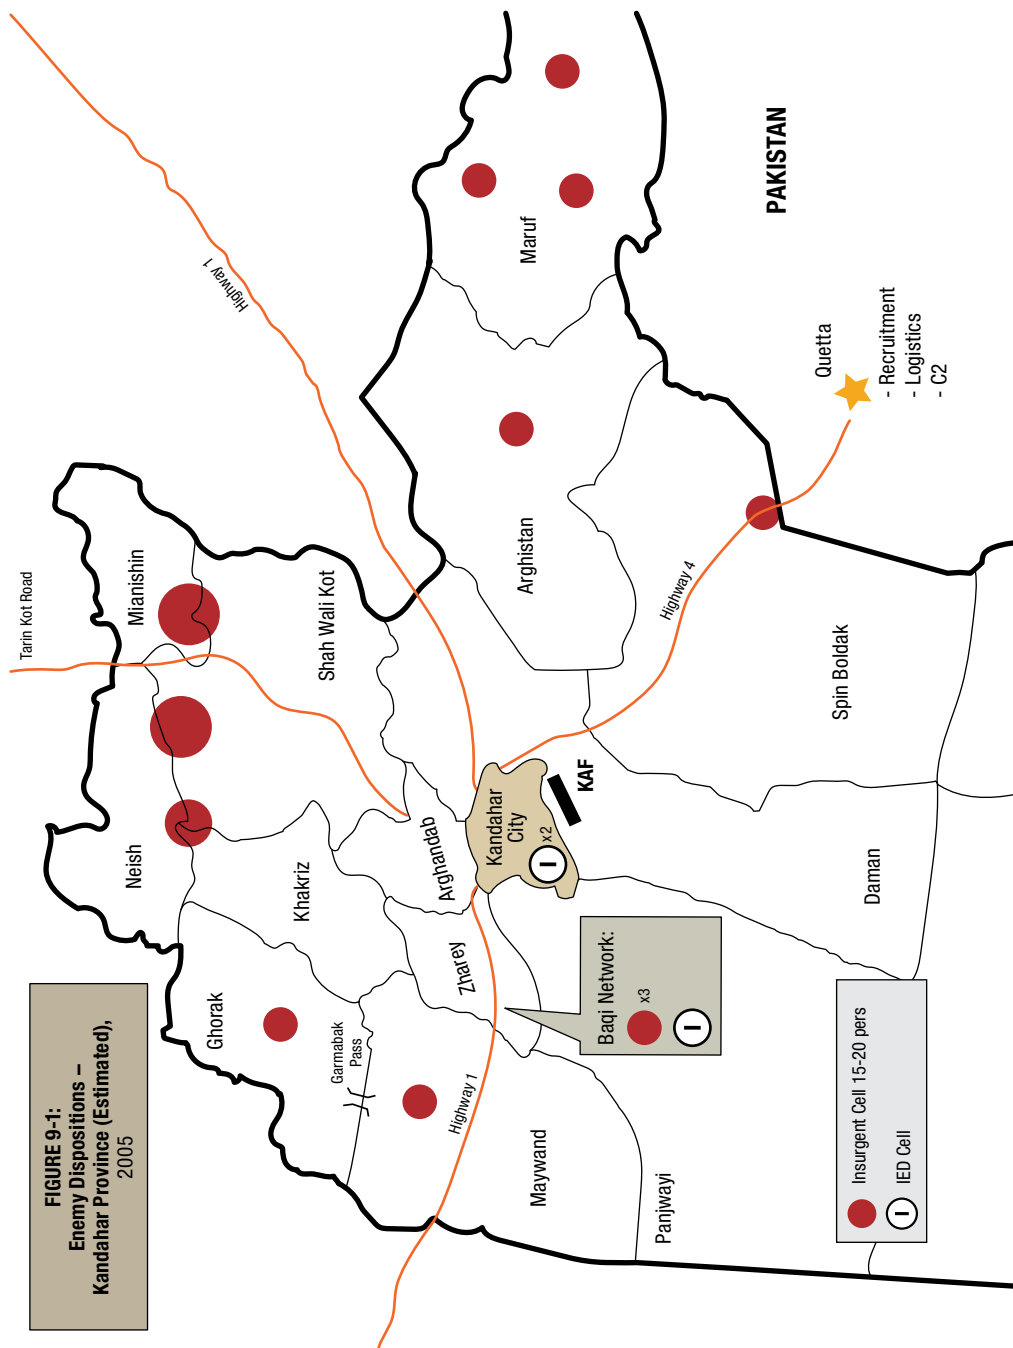 FIGURE 9-1:
Enemy Dispositions –
Kandahar Province (Estimated),
2005
Tarin Kot Road
Mianishin
Neish
Shah Wali Kot
Ghorak
Khakriz
Garmabak
Pass
Highway 1
Highway 1
Maruf
Arghistan
Arghandab
Zharey
Kandahar
City
I
x2
KAF
Highway 4
Maywand
Panjwayi
Baqi Network:
x3
I
Spin Boldak
Daman
PAKISTAN
Quetta
- Recruitment
- Logistics
- C2
Insurgent Cell 15-20 pers
I
IED Cell